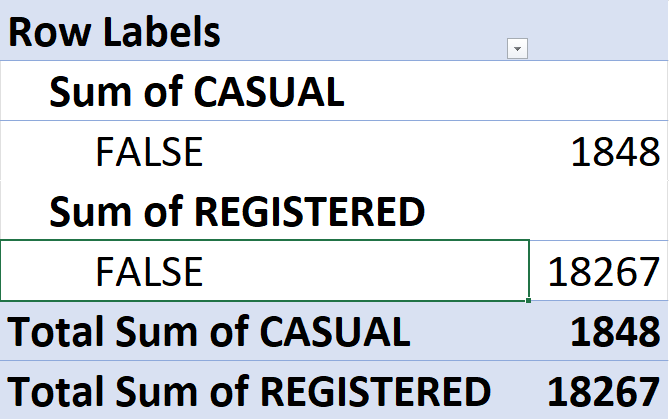 Row Labels
Sum of CASUAL
FALSE 1848
Sum of REGISTERED
FALSE 18267
Total Sum of CASUAL 1848
Total Sum of REGISTERED 18267